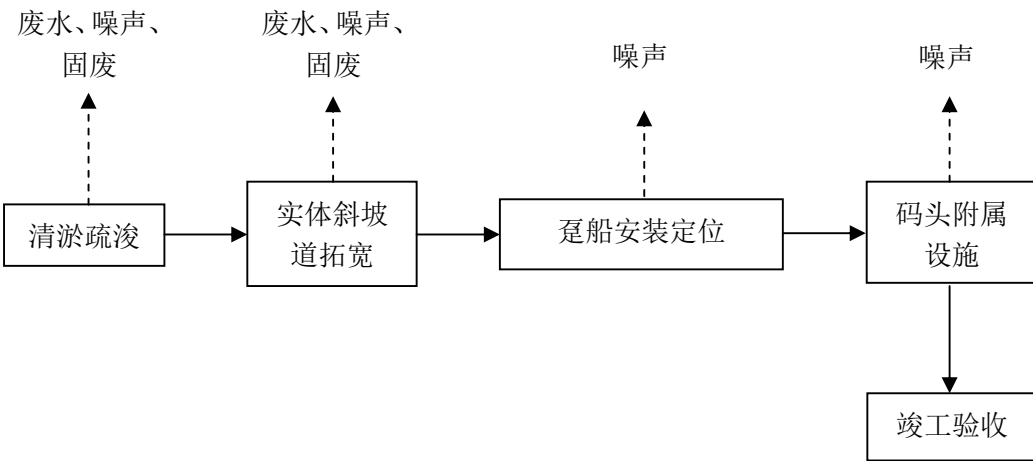 废水、噪声、
固废
废水、噪声、
固废
噪声
噪声
清淤疏浚
实体斜坡
道拓宽
趸船安装定位
码头附属
设施
竣工验收